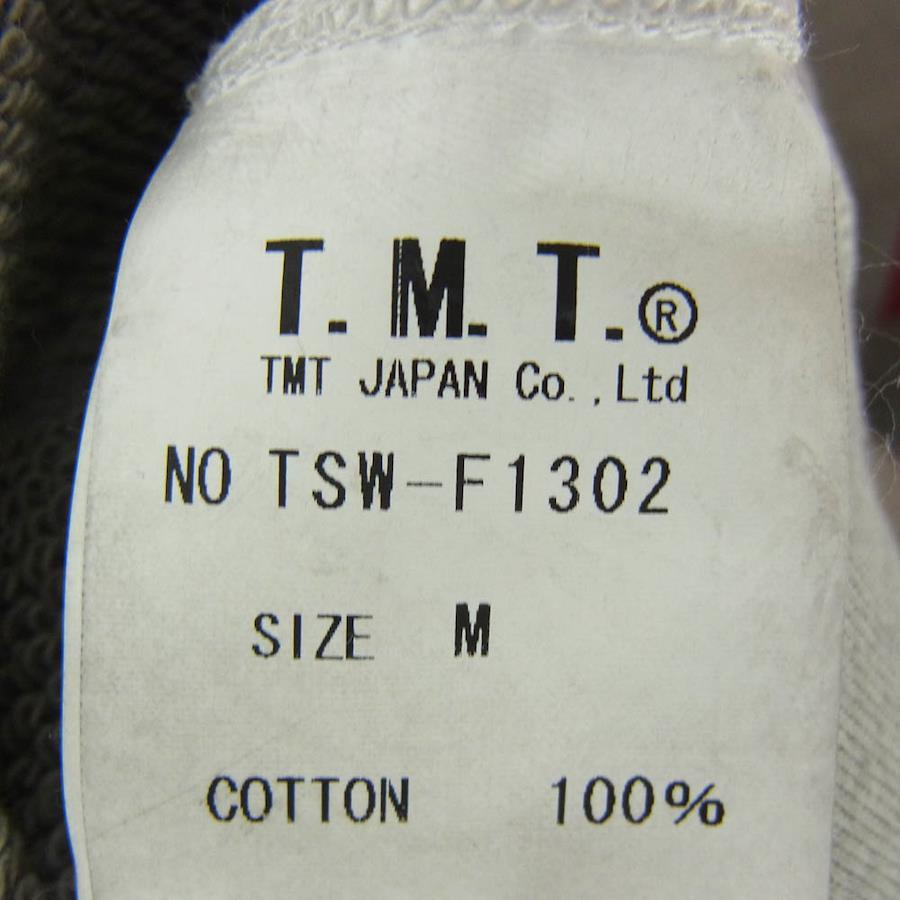 T.M.T.®
TMT JAPAN Co.,Ltd
NO TSW-F1302
SIZE M
COTTON 100%